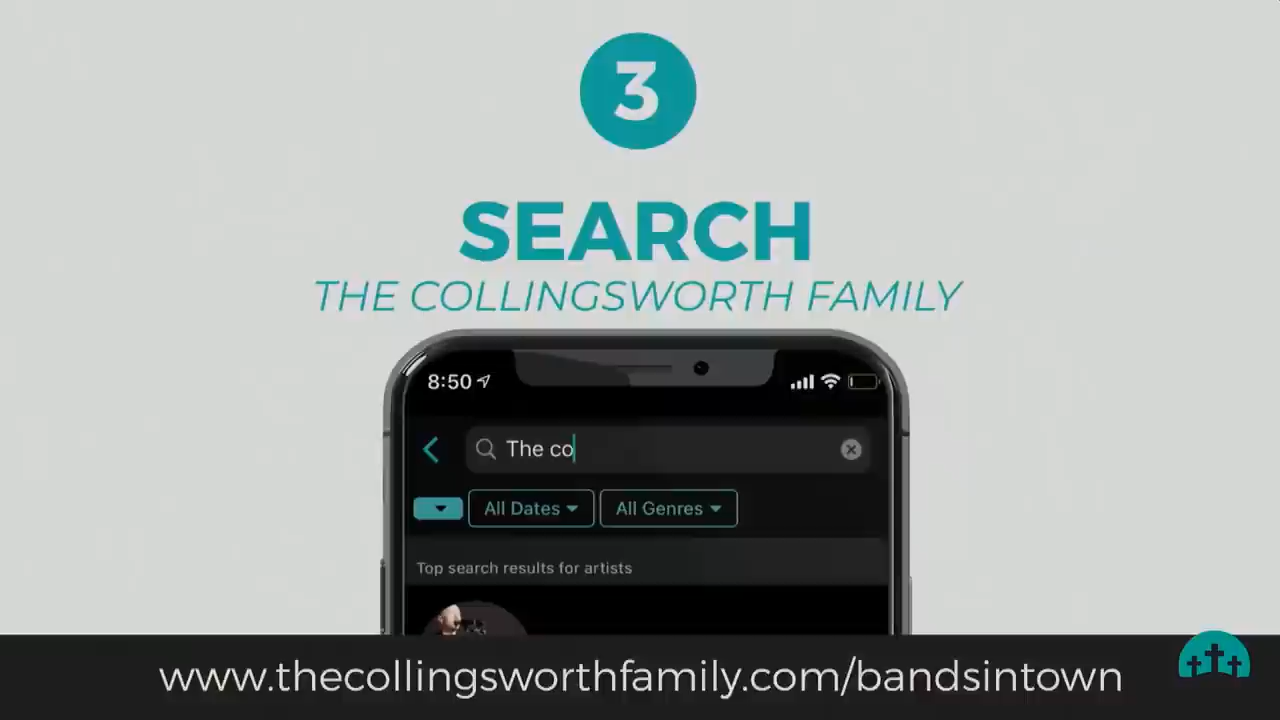 3
SEARCH
THE COLLINGSWORTH FAMILY
8:50
The co
All Dates All Genres
Top search results for artists
www.thecollingsworthfamily.com/bandsintown